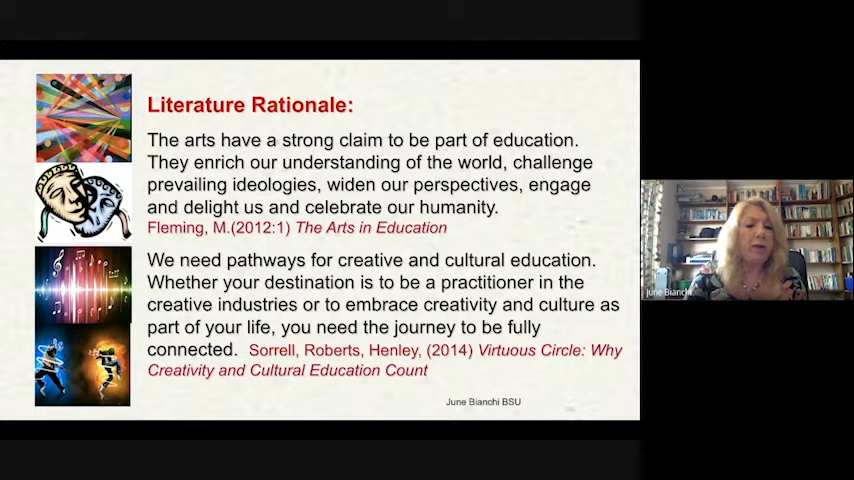 Literature Rationale:
The arts have a strong claim to be part of education.
They enrich our understanding of the world, challenge
prevailing ideologies, widen our perspectives, engage
and delight us and celebrate our humanity.
Fleming, M.(2012:1) The Arts in Education
We need pathways for creative and cultural education.
Whether your destination is to be a practitioner in the
creative industries or to embrace creativity and culture as
part of your life, you need the journey to be fully
connected. Sorrell, Roberts, Henley, (2014) Virtuous Circle: Why
Creativity and Cultural Education Count
June Bianchi BSU
June Bianchi